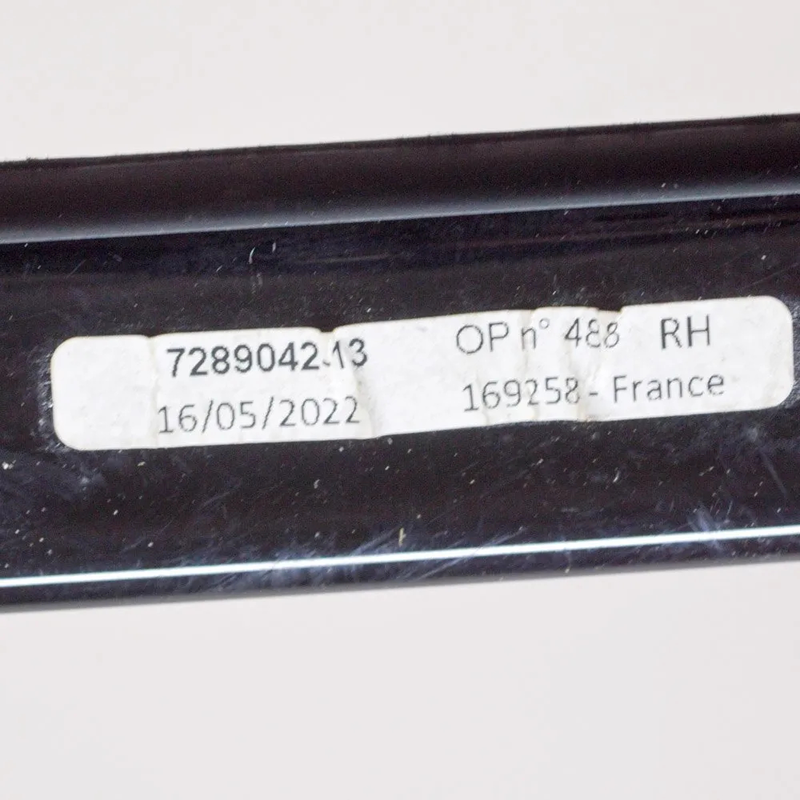 7289042-13 OP n° 488 RH
16/05/2022 169258 - France